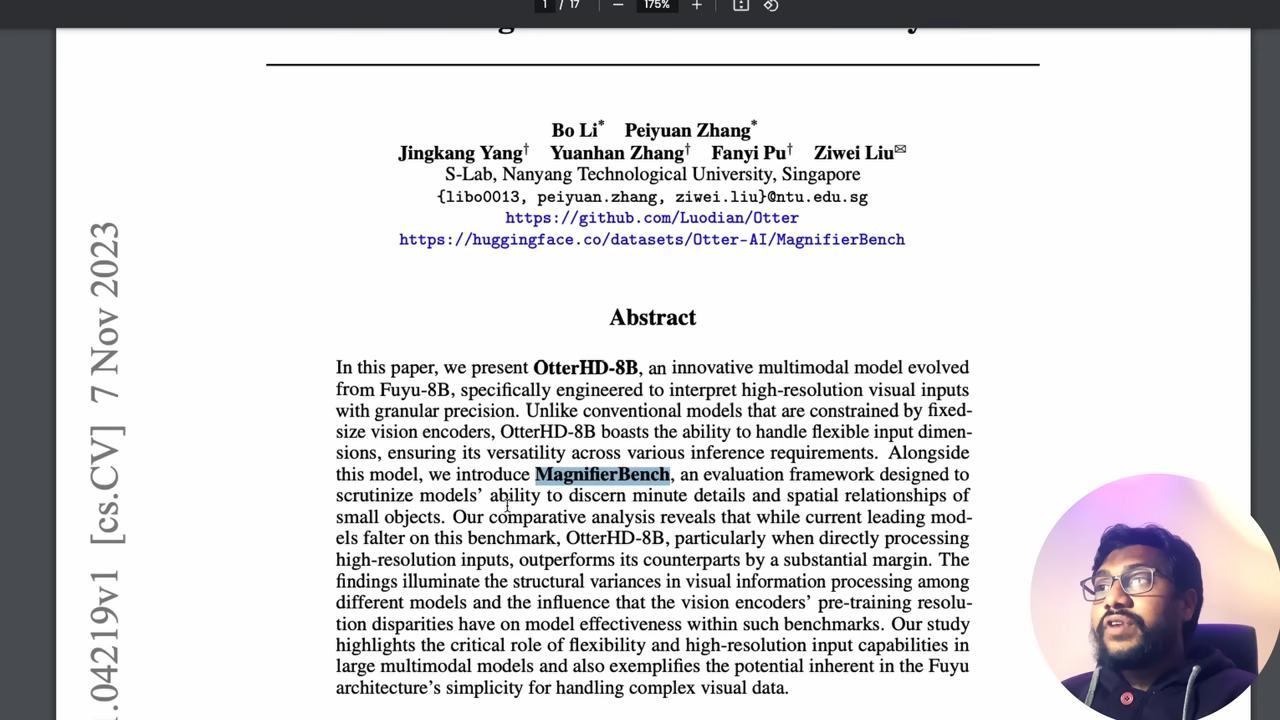 1 / 17 — 175% +
Bo Li* Peiyuan Zhang*
Jingkang Yang† Yuanhan Zhang† Fanyi Pu† Ziwei Liu✉
S-Lab, Nanyang Technological University, Singapore
{libo0013, peiyuan.zhang, ziwei.liu}@ntu.edu.sg
https://github.com/Luodian/Otter
https://huggingface.co/datasets/Otter-AI/MagnifierBench
Abstract
In this paper, we present OtterHD-8B, an innovative multimodal model evolved
from Fuyu-8B, specifically engineered to interpret high-resolution visual inputs
with granular precision. Unlike conventional models that are constrained by fixed-
size vision encoders, OtterHD-8B boasts the ability to handle flexible input dimen-
sions, ensuring its versatility across various inference requirements. Alongside
this model, we introduce MagnifierBench, an evaluation framework designed to
scrutinize models' ability to discern minute details and spatial relationships of
small objects. Our comparative analysis reveals that while current leading mod-
els falter on this benchmark, OtterHD-8B, particularly when directly processing
high-resolution inputs, outperforms its counterparts by a substantial margin. The
findings illuminate the structural variances in visual information processing among
different models and the influence that the vision encoders' pre-training resolu-
tion disparities have on model effectiveness within such benchmarks. Our study
highlights the critical role of flexibility and high-resolution input capabilities in
large multimodal models and also exemplifies the potential inherent in the Fuyu
architecture's simplicity for handling complex visual data.
.04219v1 [cs.CV] 7 Nov 2023